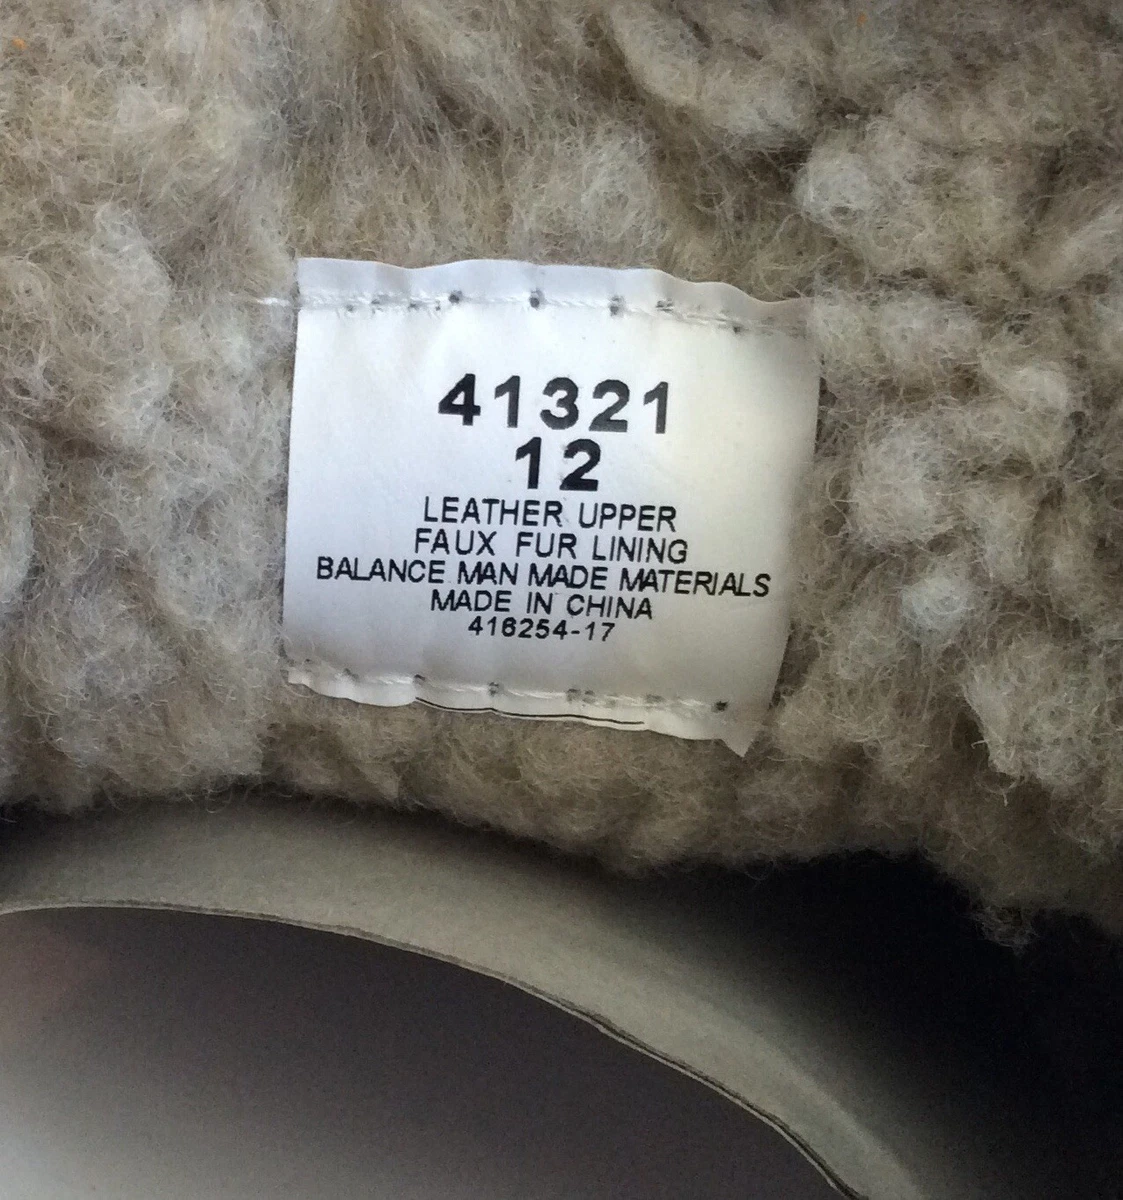 41321
12
LEATHER UPPER
FAUX FUR LINING
BALANCE MAN MADE MATERIALS
MADE IN CHINA
416254-17